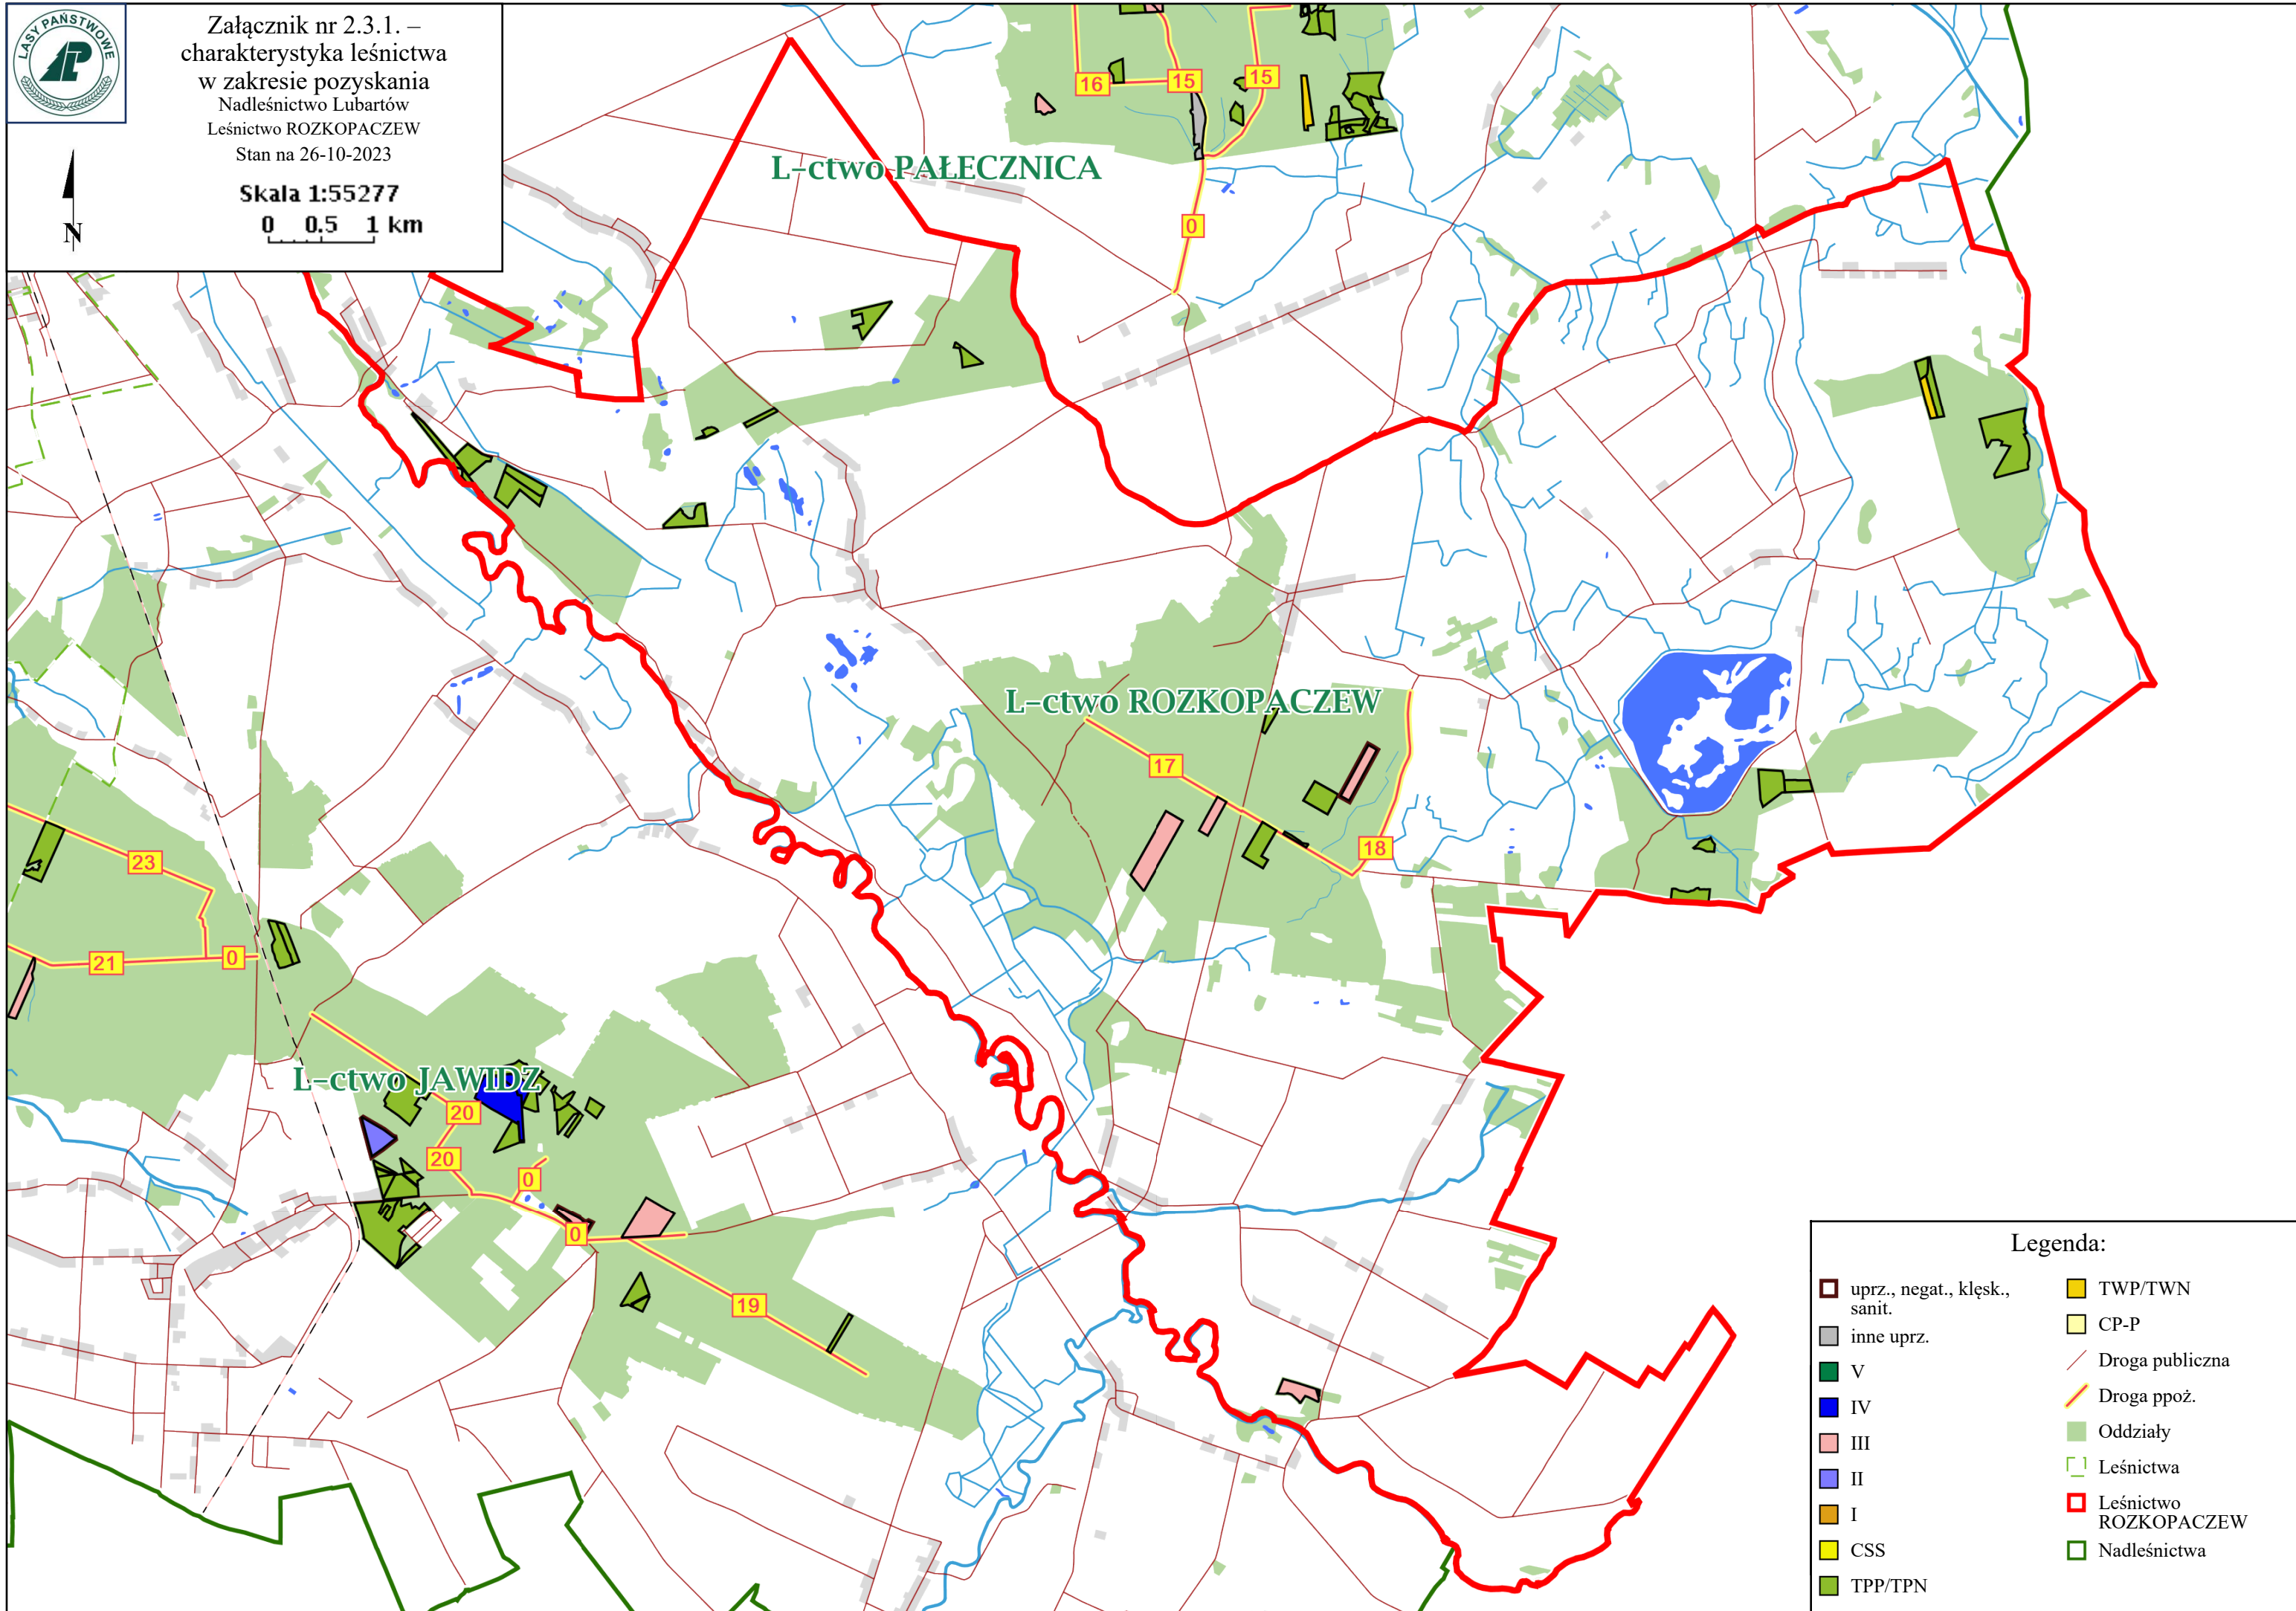 LASY PAŃSTWOWE
Załącznik nr 2.3.1. –
charakterystyka leśnictwa
w zakresie pozyskania
Nadleśnictwo Lubartów
Leśnictwo ROZKOPACZEW
Stan na 26-10-2023
Skala 1:55277
0 0.5 1 km
N
16
15
15
L-ctwo PAŁECZNICA
0
L-ctwo ROZKOPACZEW
17
18
23
21
0
L-ctwo JAWIDZ
20
20
0
0
19
Legenda:
uprz., negat., klęsk.,
sanit.
inne uprz.
V
IV
III
II
I
CSS
TPP/TPN
TWP/TWN
CP-P
Droga publiczna
Droga ppoż.
Oddziały
Leśnictwa
Leśnictwo
ROZKOPACZEW
Nadleśnictwa